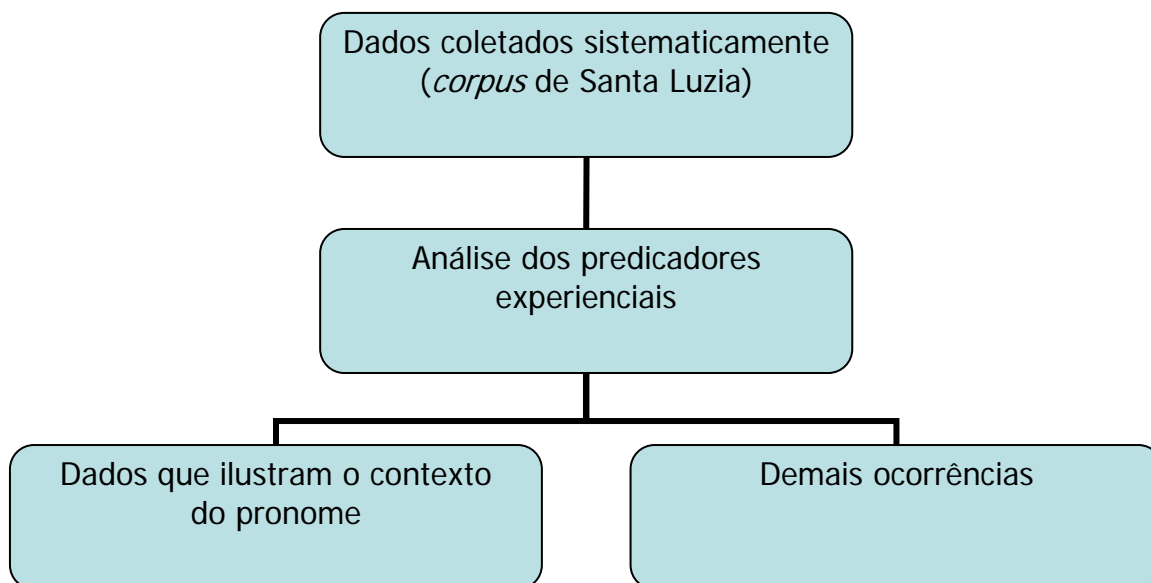 Dados coletados sistematicamente
(corpus de Santa Luzia)
Análise dos predicadores
experienciais
Dados que ilustram o contexto
do pronome
Demais ocorrências